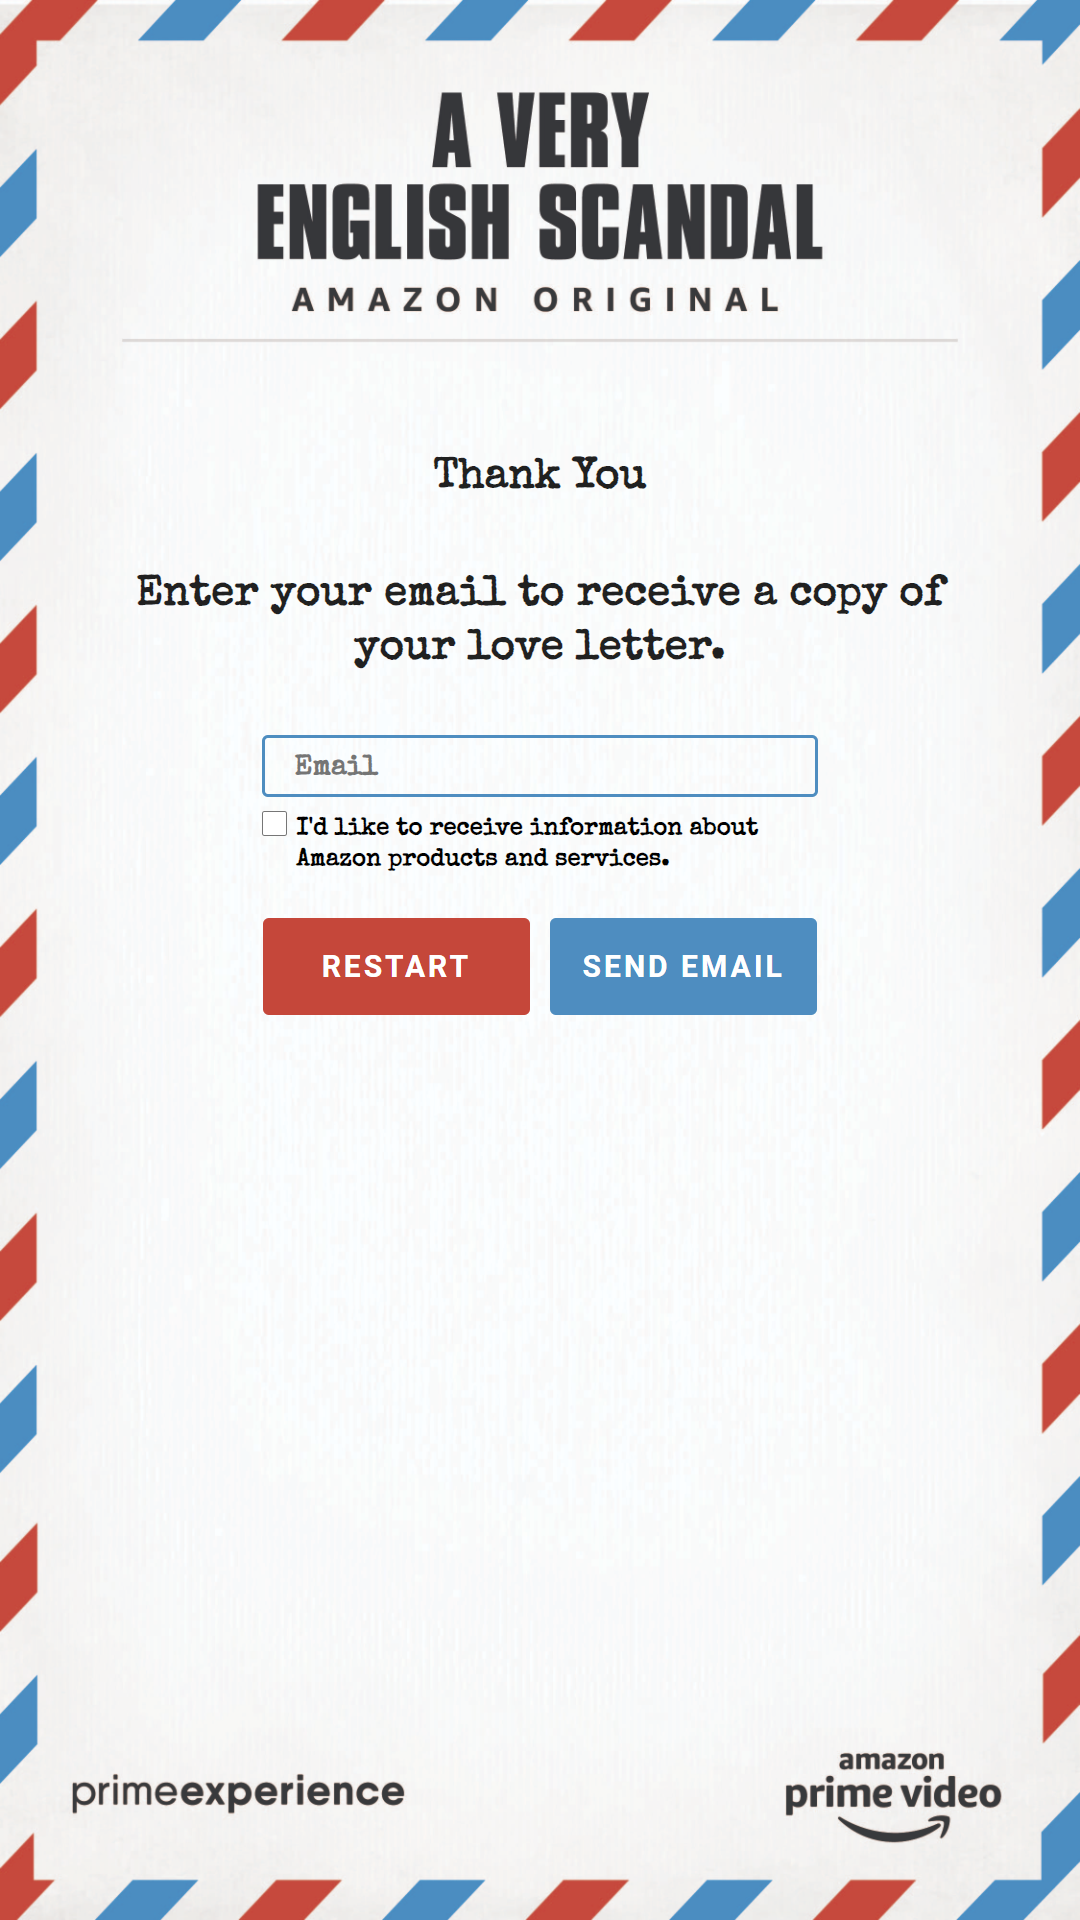 A VERY
ENGLISH SCANDAL
AMAZON ORIGINAL
Thank You
Enter your email to receive a copy of
your love letter.
Email
I'd like to receive information about
Amazon products and services.
RESTART
SEND EMAIL
primeexperience
amazon
prime video